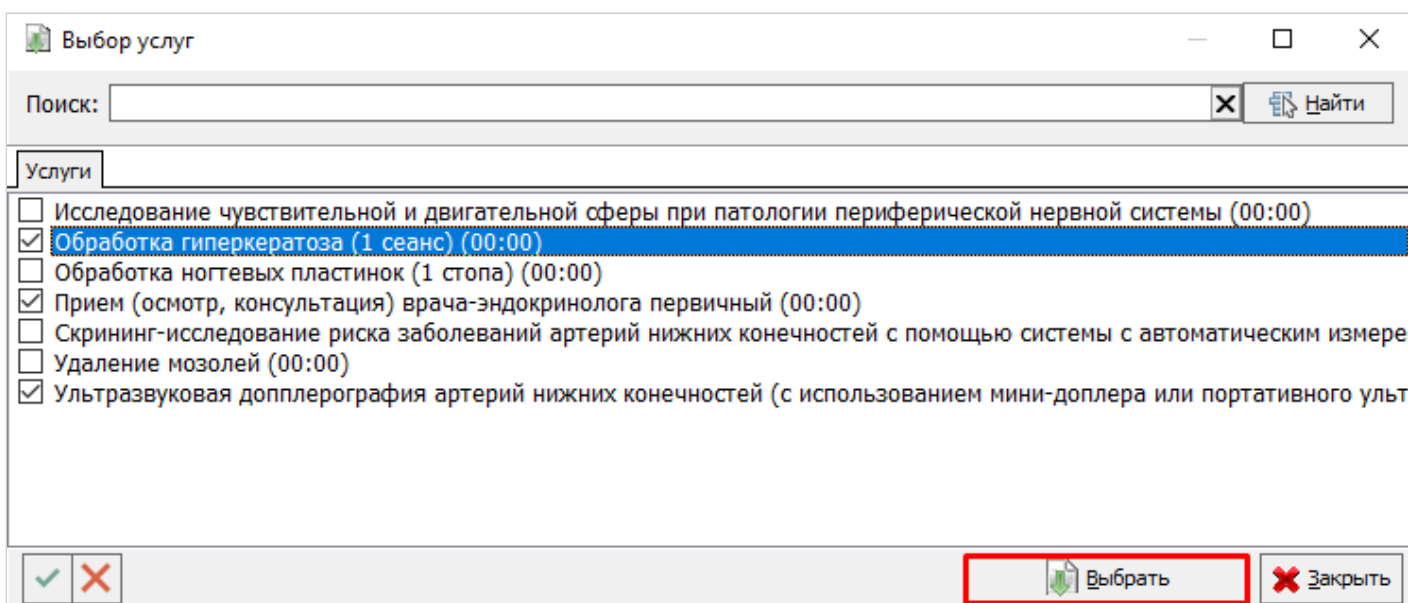 Выбор услуг
Поиск:
Найти
Услуги
Исследование чувствительной и двигательной сферы при патологии периферической нервной системы (00:00)
Обработка гиперкератоза (1 сеанс) (00:00)
Обработка ногтевых пластинок (1 стопа) (00:00)
Прием (осмотр, консультация) врача-эндокринолога первичный (00:00)
Скрининг-исследование риска заболеваний артерий нижних конечностей с помощью системы с автоматическим измере
Удаление мозолей (00:00)
Ультразвуковая допплерография артерий нижних конечностей (с использованием мини-доплера или портативного ульт
Выбрать
Закрыть